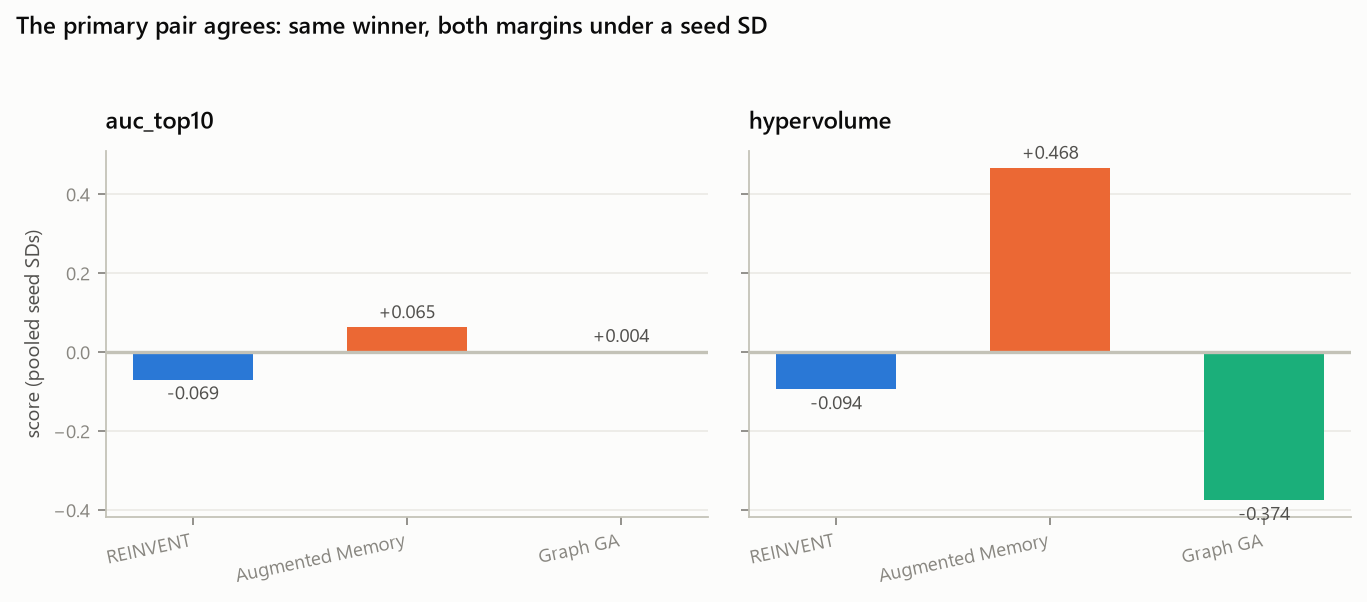 The primary pair agrees: same winner, both margins under a seed SD
auc_top10
score (pooled seed SDs)
0.4
0.2
0.0
−0.2
−0.4
-0.069
+0.065
+0.004
REINVENT
Augmented Memory
Graph GA
hypervolume
-0.094
+0.468
-0.374
REINVENT
Augmented Memory
Graph GA